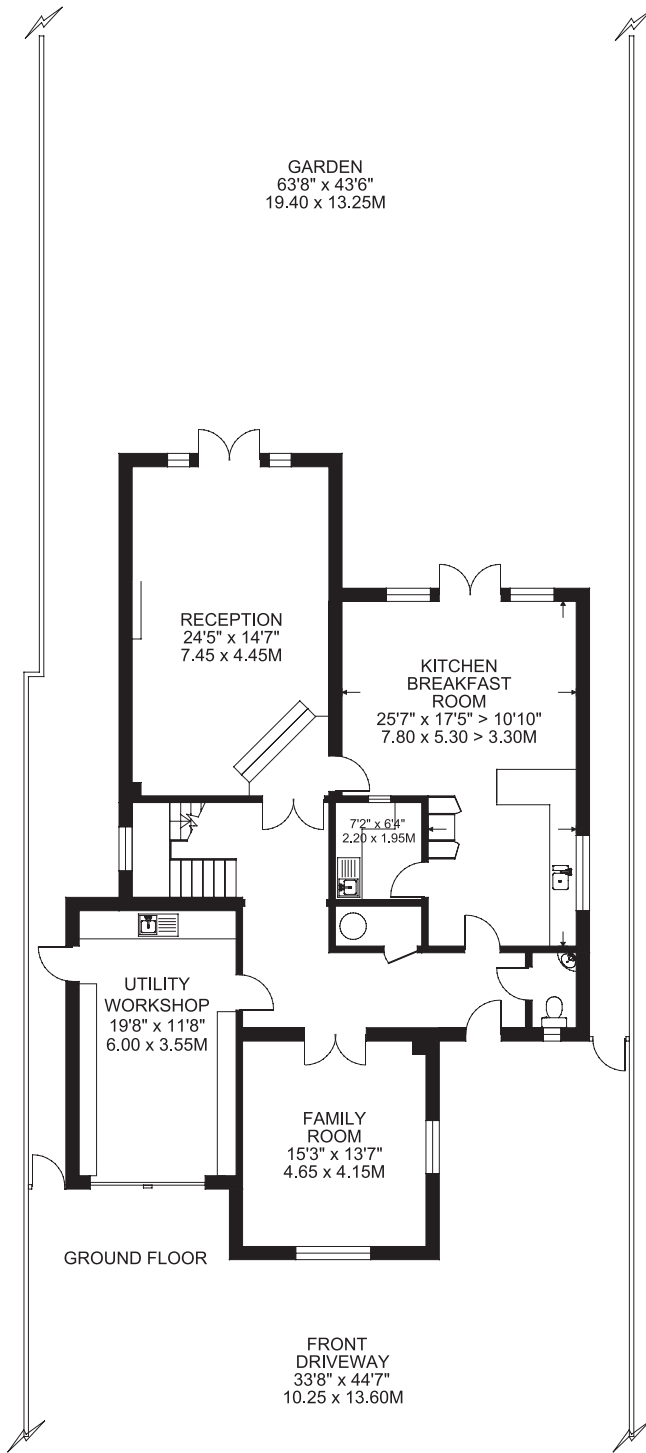 GARDEN
63'8" x 43'6"
19.40 x 13.25M
RECEPTION
24'5" x 14'7"
7.45 x 4.45M
KITCHEN
BREAKFAST
ROOM
25'7" x 17'5" > 10'10"
7.80 x 5.30 > 3.30M
7'2" x 6'4"
2.20 x 1.95M
UTILITY
WORKSHOP
19'8" x 11'8"
6.00 x 3.55M
FAMILY
ROOM
15'3" x 13'7"
4.65 x 4.15M
GROUND FLOOR
FRONT
DRIVEWAY
33'8" x 44'7"
10.25 x 13.60M